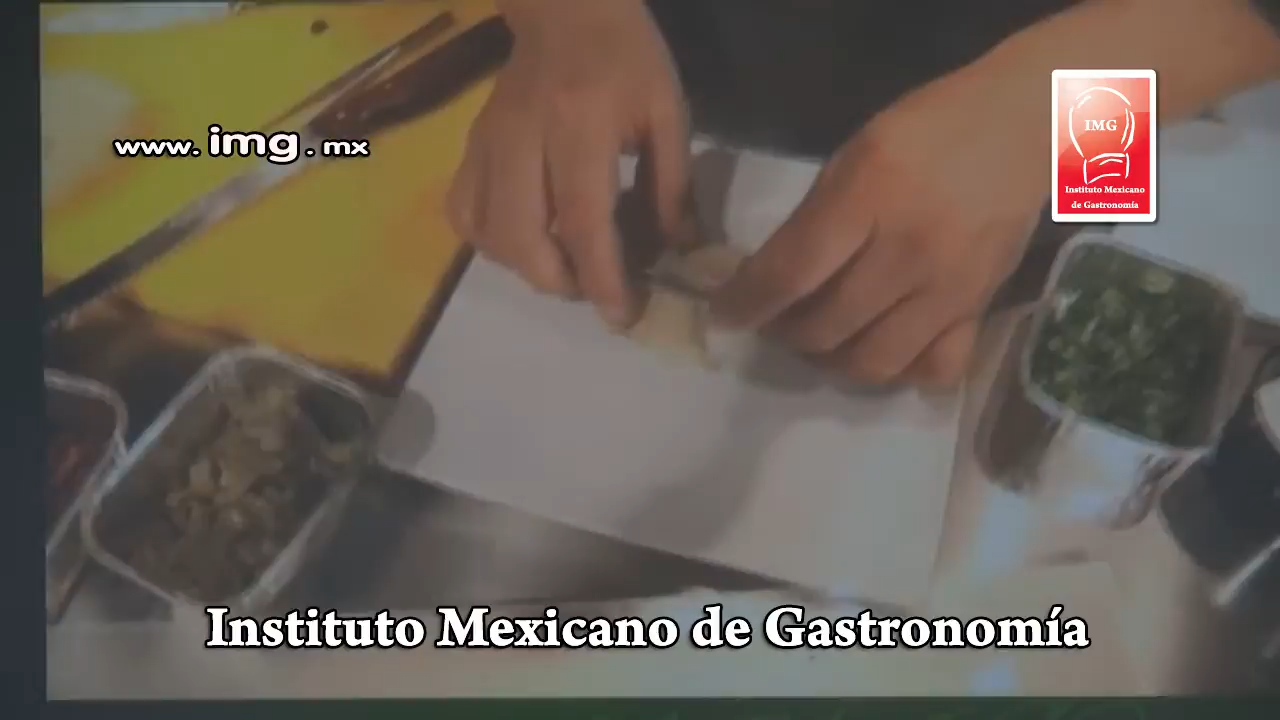 www.img.mx
IMG
Instituto Mexicano
de Gastronomía
Instituto Mexicano de Gastronomía